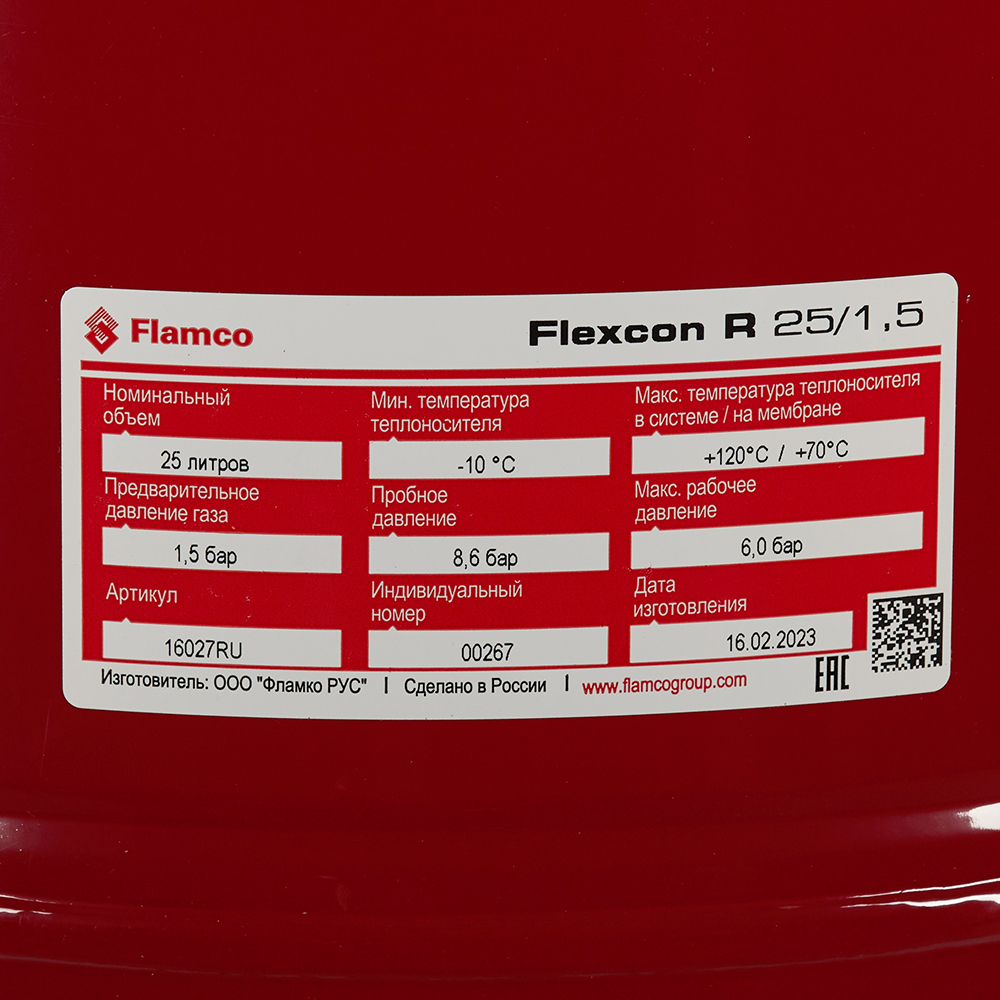 Flamco
Flexcon R 25/1,5
Номинальный
объем
25 литров
Мин. температура
теплоносителя
-10 °C
Макс. температура теплоносителя
в системе / на мембране
+120°C / +70°C
Предварительное
давление газа
1,5 бар
Пробное
давление
8,6 бар
Макс. рабочее
давление
6,0 бар
Артикул
16027RU
Индивидуальный
номер
00267
Дата
изготовления
16.02.2023
Изготовитель: ООО "Фламко РУС" | Сделано в России | www.flamcogroup.com
EAC